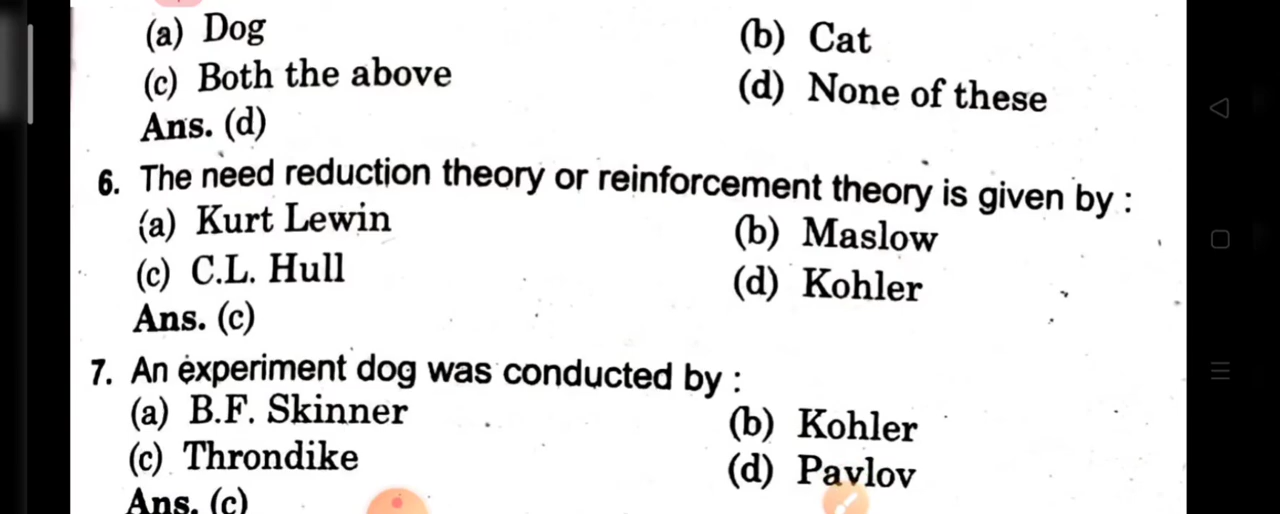 (a) Dog (b) Cat
(c) Both the above (d) None of these
Ans. (d)
6. The need reduction theory or reinforcement theory is given by :
(a) Kurt Lewin (b) Maslow
(c) C.L. Hull (d) Kohler
Ans. (c)
7. An experiment dog was conducted by :
(a) B.F. Skinner (b) Kohler
(c) Throndike (d) Pavlov
Ans. (c)